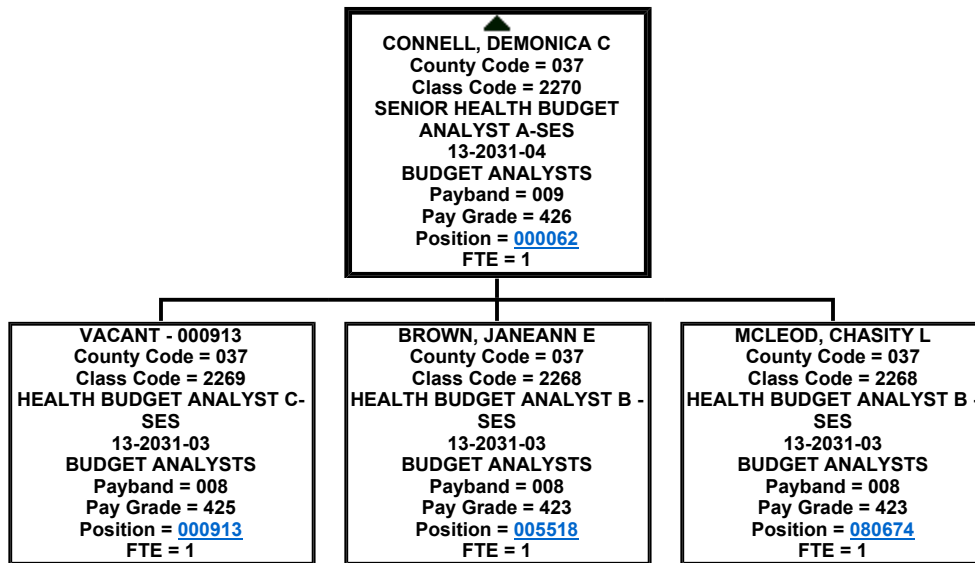 CONNELL, DEMONICA C
County Code = 037
Class Code = 2270
SENIOR HEALTH BUDGET
ANALYST A-SES
13-2031-04
BUDGET ANALYSTS
Payband = 009
Pay Grade = 426
Position = 000062
FTE = 1
VACANT - 000913
County Code = 037
Class Code = 2269
HEALTH BUDGET ANALYST C-
SES
13-2031-03
BUDGET ANALYSTS
Payband = 008
Pay Grade = 425
Position = 000913
FTE = 1
BROWN, JANEANN E
County Code = 037
Class Code = 2268
HEALTH BUDGET ANALYST B -
SES
13-2031-03
BUDGET ANALYSTS
Payband = 008
Pay Grade = 423
Position = 005518
FTE = 1
MCLEOD, CHASITY L
County Code = 037
Class Code = 2268
HEALTH BUDGET ANALYST B -
SES
13-2031-03
BUDGET ANALYSTS
Payband = 008
Pay Grade = 423
Position = 080674
FTE = 1